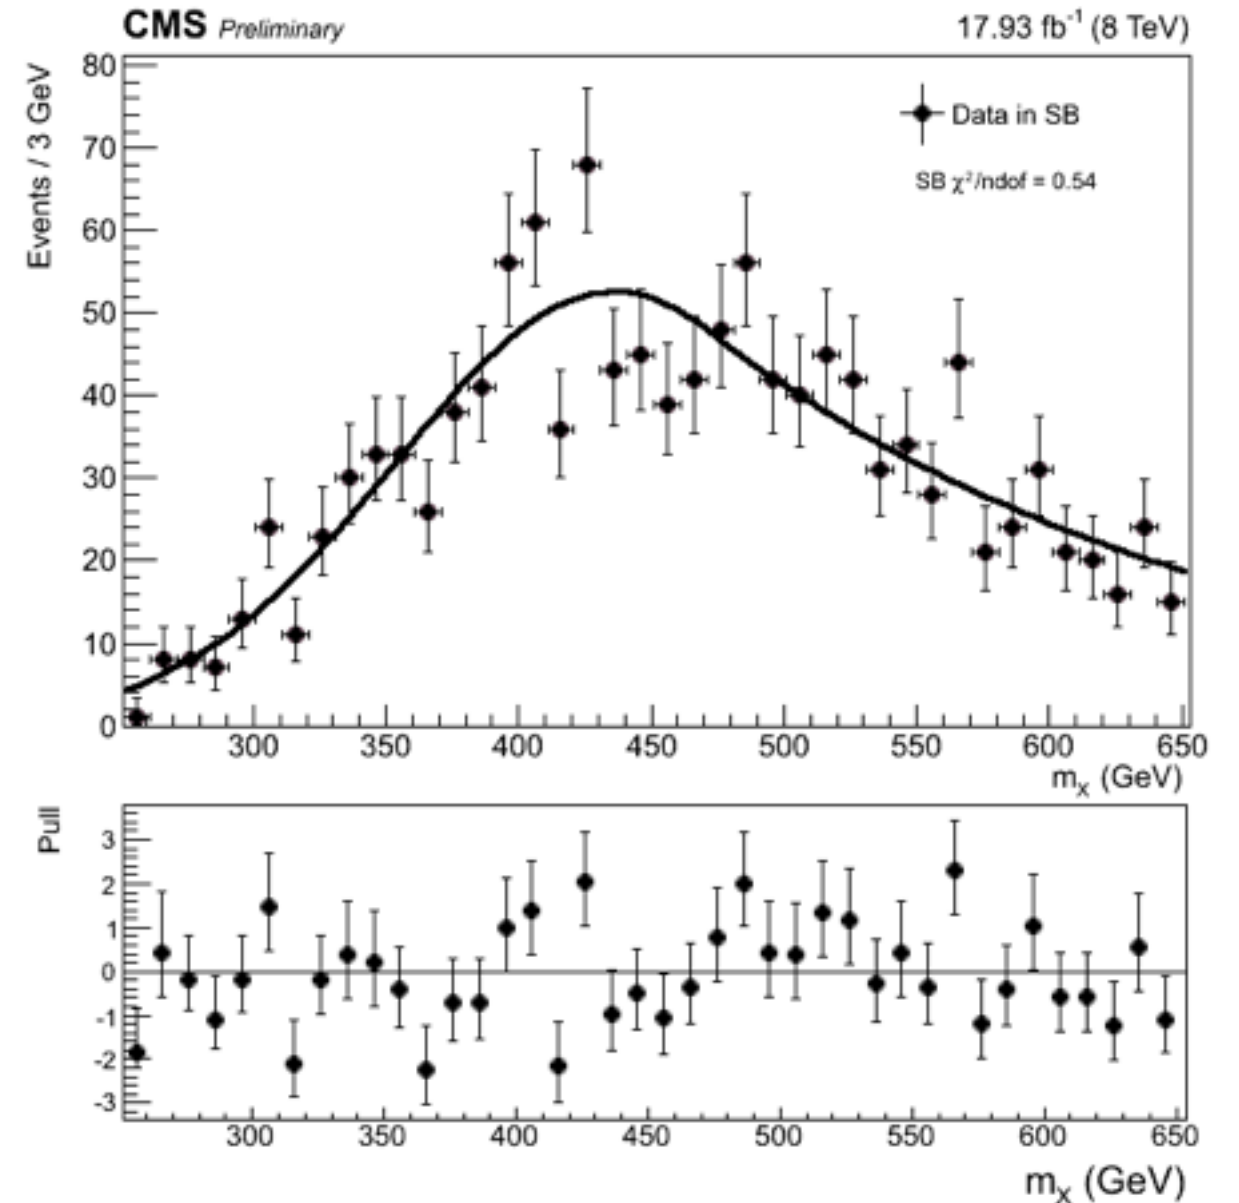 CMS Preliminary 17.93 fb⁻¹ (8 TeV)
Events / 3 GeV
80
70
60
50
40
30
20
10
0
Data in SB
SB χ²/ndof = 0.54
300 350 400 450 500 550 600 650
mₓ (GeV)
Pull
3
2
1
0
-1
-2
-3
300 350 400 450 500 550 600 650
mₓ (GeV)